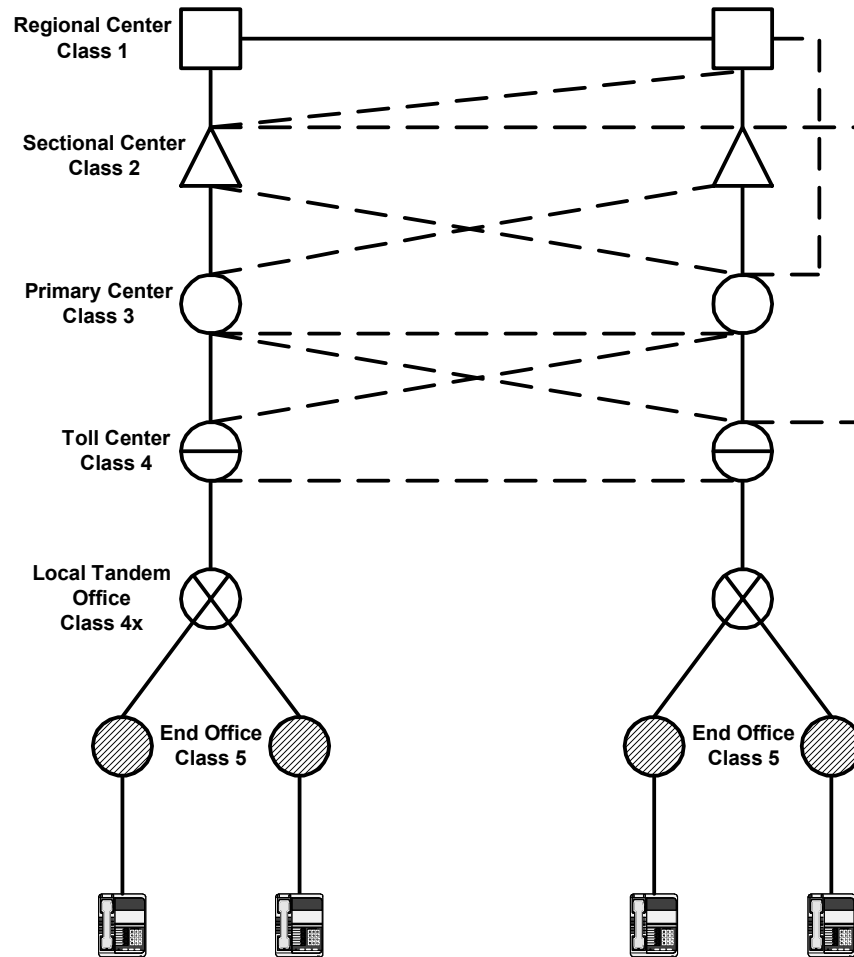 Regional Center
Class 1
Sectional Center
Class 2
Primary Center
Class 3
Toll Center
Class 4
Local Tandem
Office
Class 4x
End Office
Class 5
End Office
Class 5